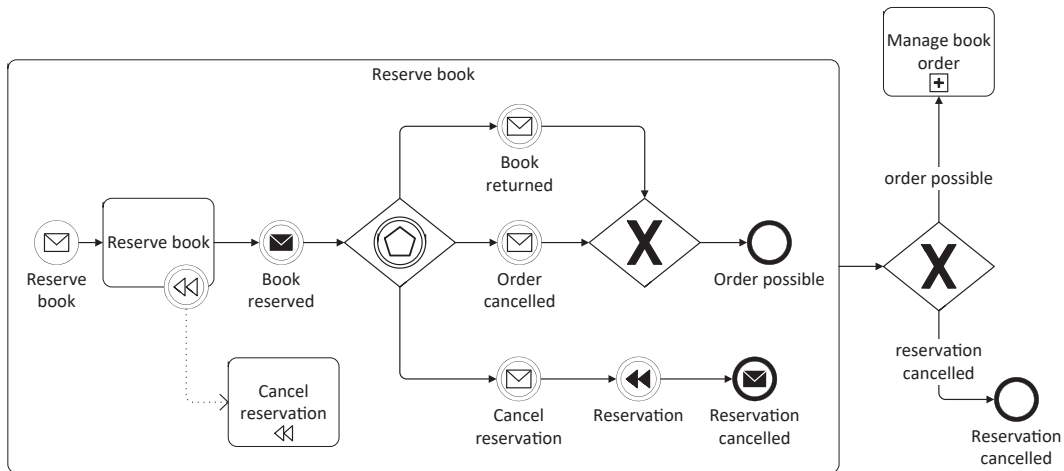 Manage book
order
Reserve book
Book
returned
order possible
Reserve book
Reserve
book
Book
reserved
Order
cancelled
Order possible
X
X
reservation
cancelled
Cancel
reservation
Cancel
reservation
Reservation
Reservation
cancelled
Reservation
cancelled